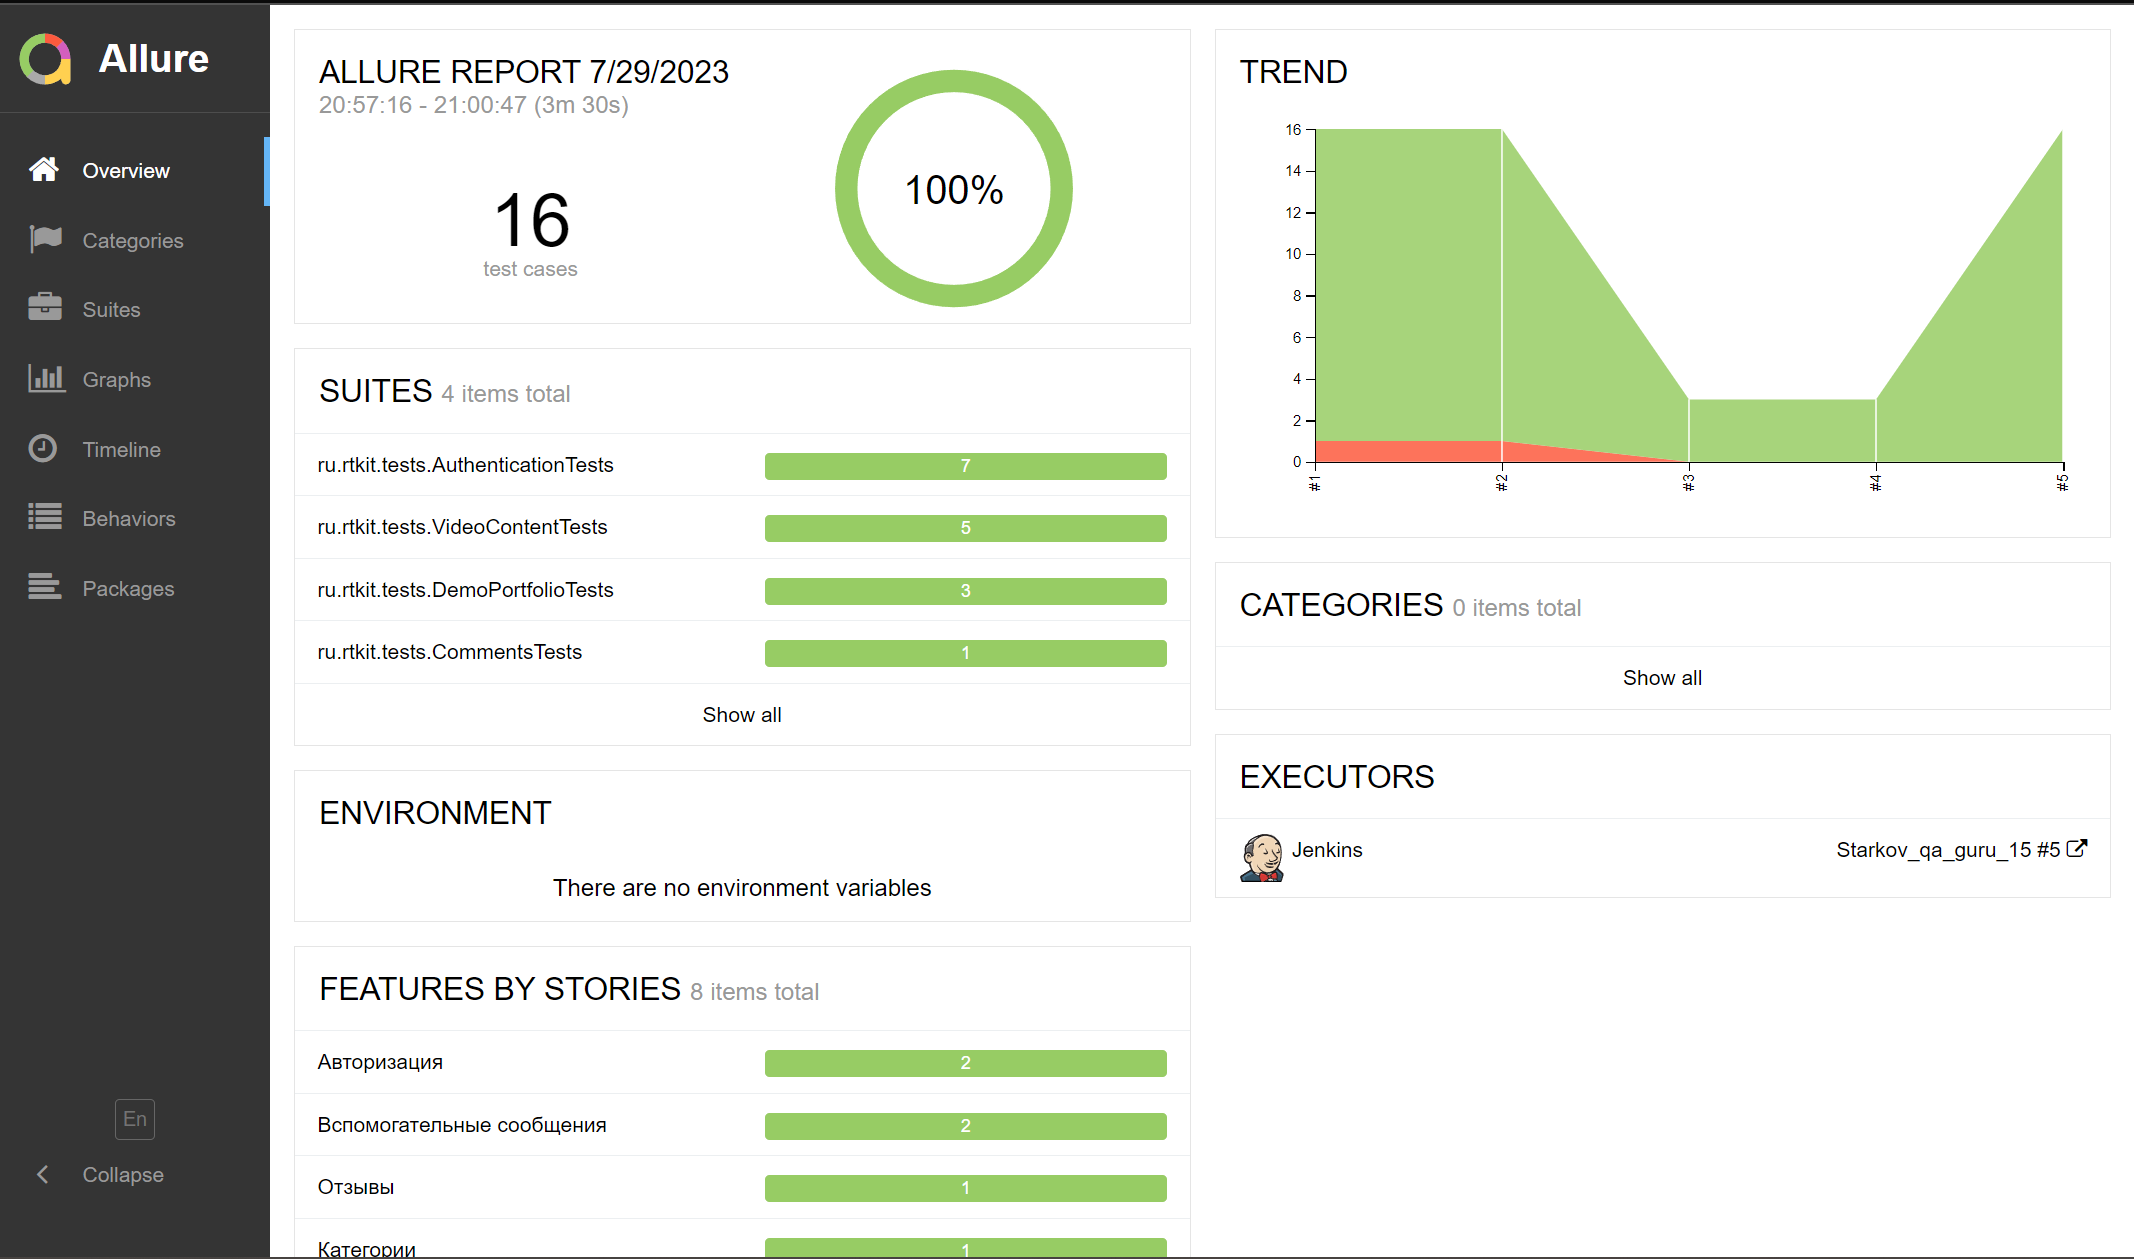 Allure
Overview
Categories
Suites
Graphs
Timeline
Behaviors
Packages
En
Collapse
ALLURE REPORT 7/29/2023
20:57:16 - 21:00:47 (3m 30s)
16
test cases
100%
SUITES 4 items total
ru.rtkit.tests.AuthenticationTests 7
ru.rtkit.tests.VideoContentTests 5
ru.rtkit.tests.DemoPortfolioTests 3
ru.rtkit.tests.CommentsTests 1
Show all
ENVIRONMENT
There are no environment variables
FEATURES BY STORIES 8 items total
Авторизация 2
Вспомогательные сообщения 2
Отзывы 1
Категории 1
TREND
16
14
12
10
8
6
4
2
0
#1 #2 #3 #4 #5
CATEGORIES 0 items total
Show all
EXECUTORS
Jenkins Starkov_qa_guru_15 #5